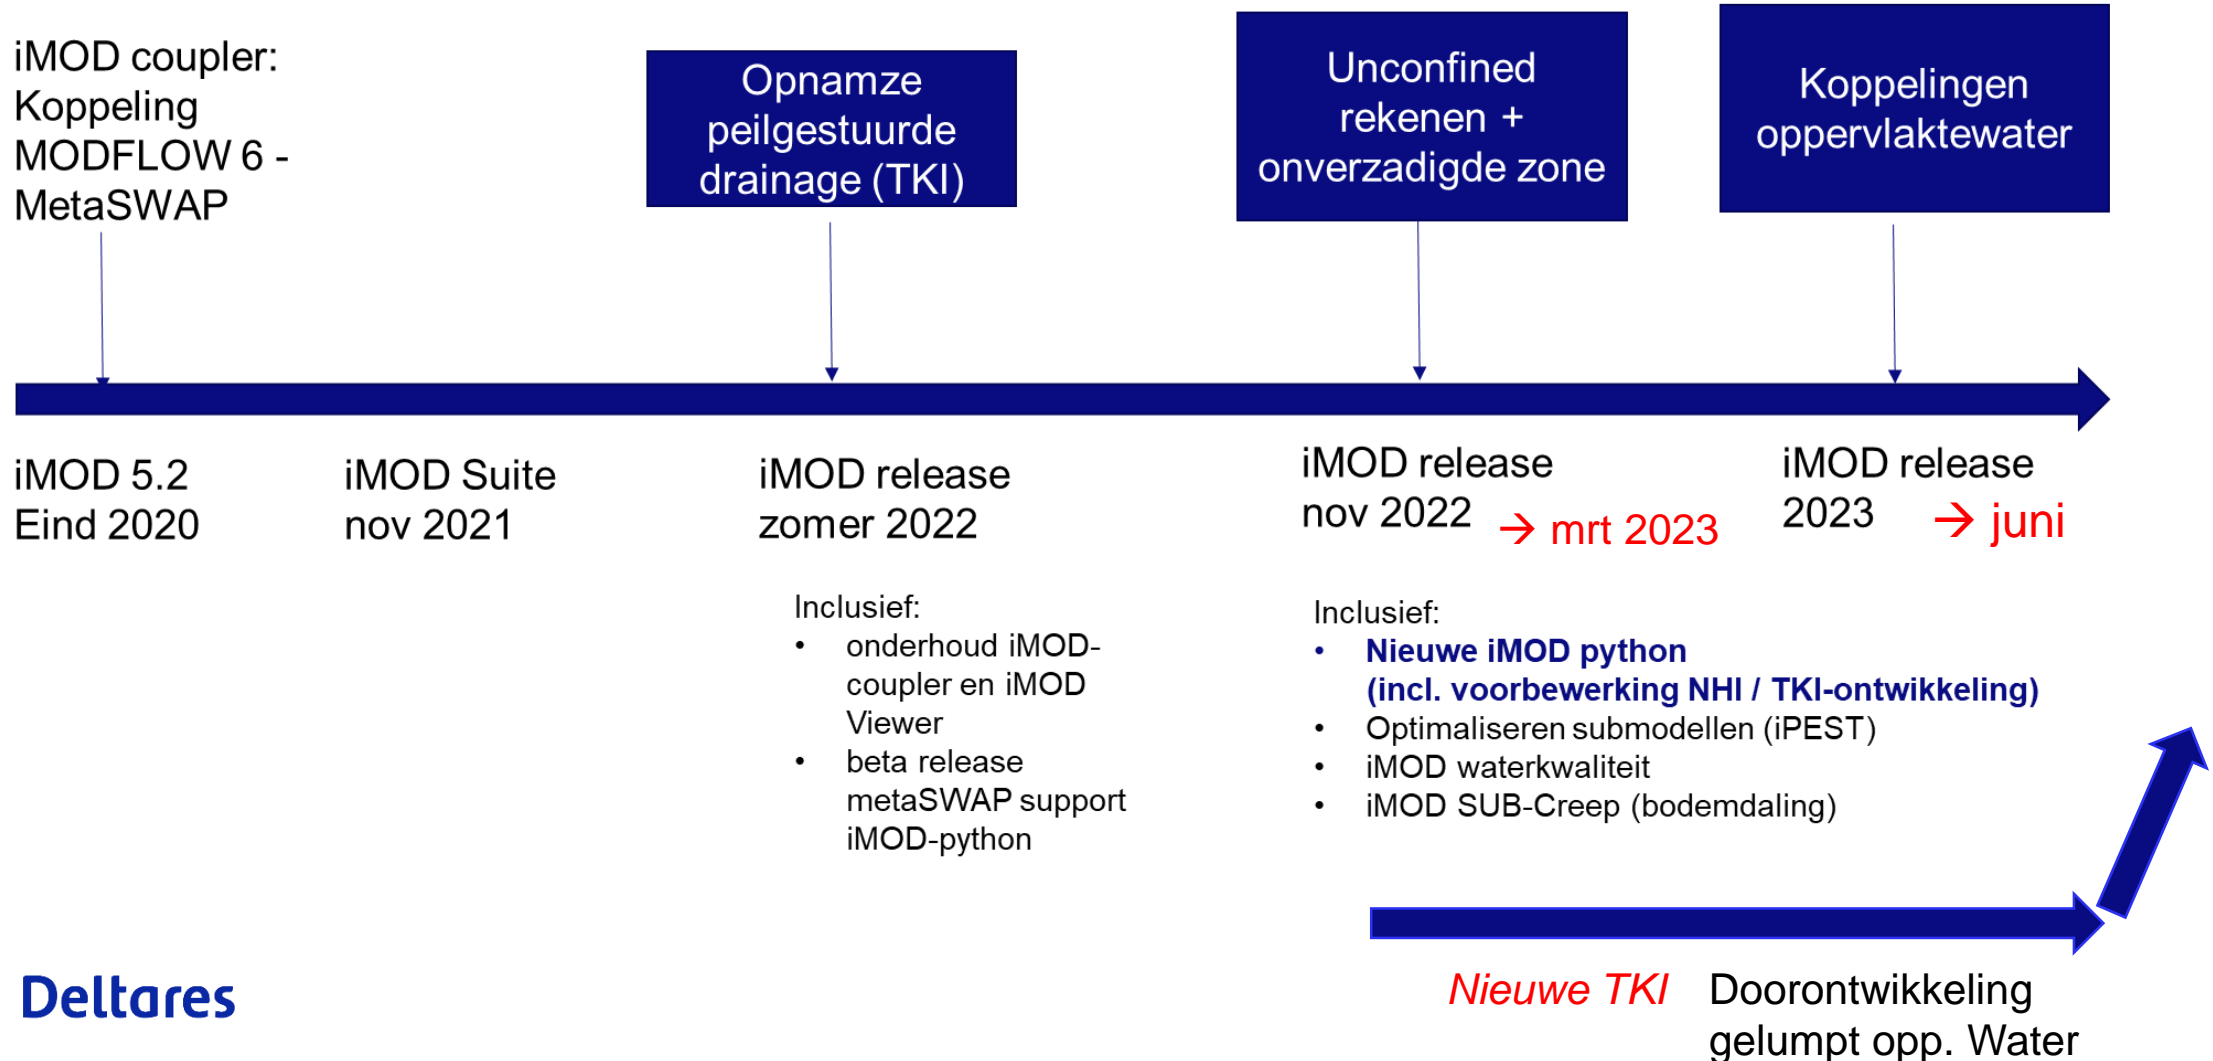 iMOD coupler:
Koppeling
MODFLOW 6 -
MetaSWAP
Opnamze
peilgestuurde
drainage (TKI)
Unconfined
rekenen +
onverzadigde zone
Koppelingen
oppervlaktewater
iMOD 5.2
Eind 2020
iMOD Suite
nov 2021
iMOD release
zomer 2022
iMOD release
nov 2022 → mrt 2023
iMOD release
2023 → juni
Inclusief:
• onderhoud iMOD-
coupler en iMOD
Viewer
• beta release
metaSWAP support
iMOD-python
Inclusief:
• Nieuwe iMOD python
(incl. voorbewerking NHI / TKI-ontwikkeling)
• Optimaliseren submodellen (iPEST)
• iMOD waterkwaliteit
• iMOD SUB-Creep (bodemdaling)
Nieuwe TKI Doorontwikkeling
gelumpt opp. Water
Deltares